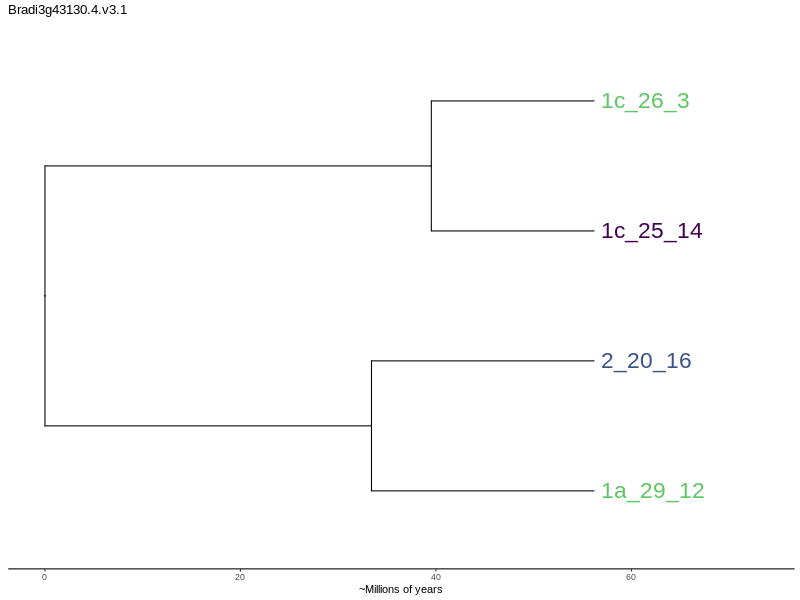 Bradi3g43130.4.v3.1
1c_26_3
1c_25_14
2_20_16
1a_29_12
0 20 40 60
~Millions of years